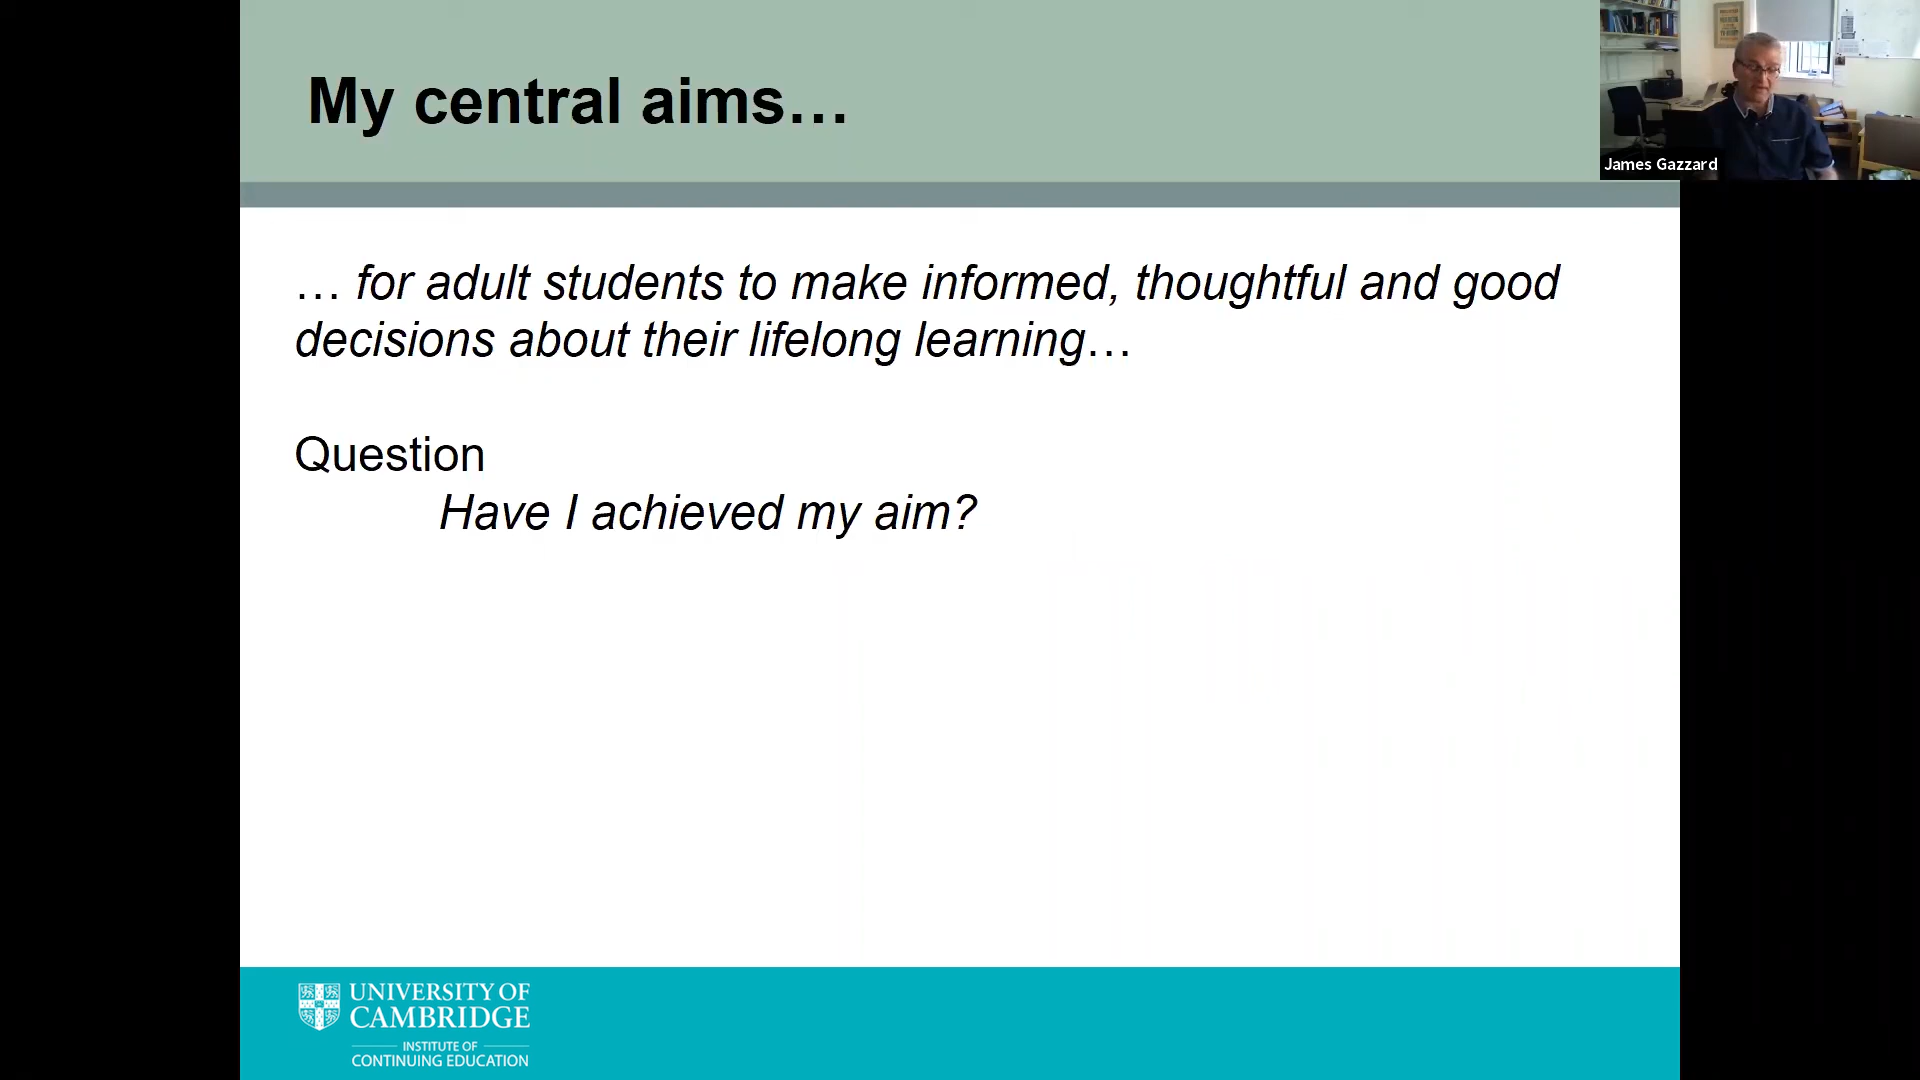 My central aims…
James Gazzard
… for adult students to make informed, thoughtful and good
decisions about their lifelong learning…
Question
Have I achieved my aim?
UNIVERSITY OF
CAMBRIDGE
INSTITUTE OF
CONTINUING EDUCATION